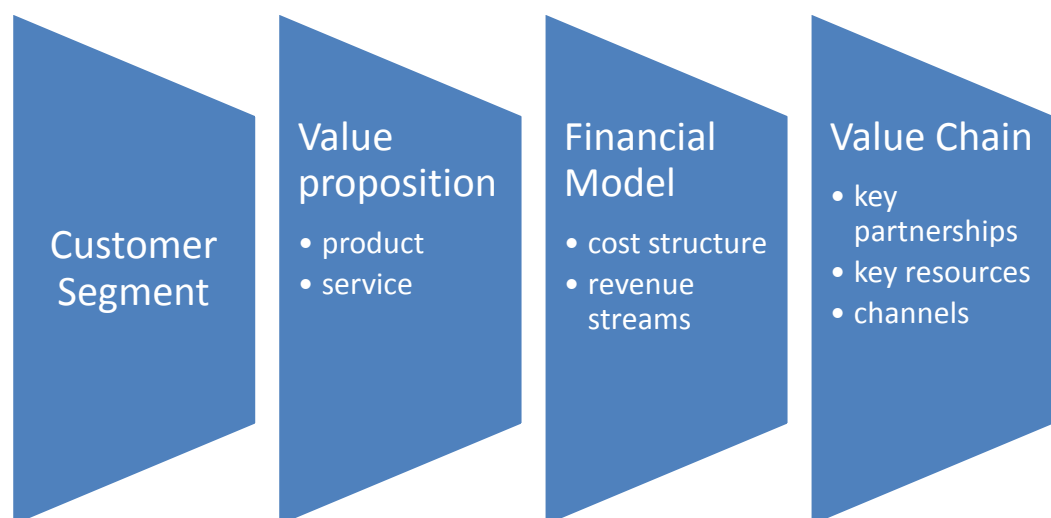 Customer
Segment
Value
proposition
• product
• service
Financial
Model
• cost structure
• revenue
streams
Value Chain
• key
partnerships
• key resources
• channels